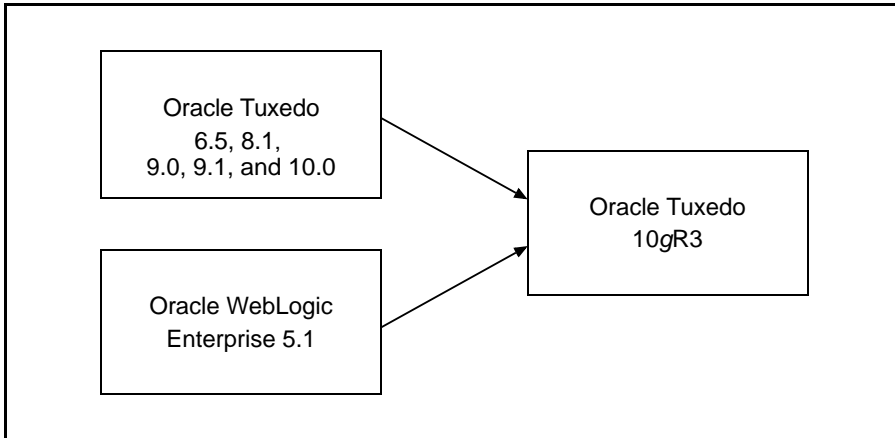 Oracle Tuxedo
6.5, 8.1,
9.0, 9.1, and 10.0
Oracle WebLogic
Enterprise 5.1
Oracle Tuxedo
10gR3